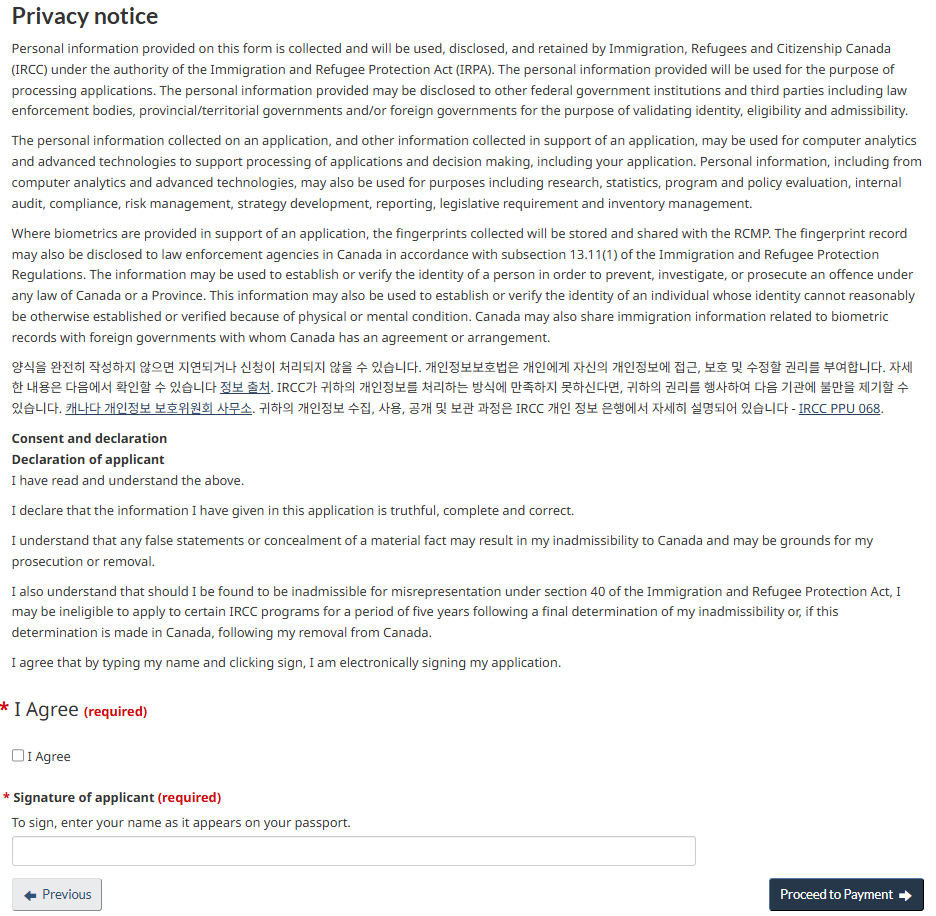 Privacy notice
Personal information provided on this form is collected and will be used, disclosed, and retained by Immigration, Refugees and Citizenship Canada
(IRCC) under the authority of the Immigration and Refugee Protection Act (IRPA). The personal information provided will be used for the purpose of
processing applications. The personal information provided may be disclosed to other federal government institutions and third parties including law
enforcement bodies, provincial/territorial governments and/or foreign governments for the purpose of validating identity, eligibility and admissibility.
The personal information collected on an application, and other information collected in support of an application, may be used for computer analytics
and advanced technologies to support processing of applications and decision making, including your application. Personal information, including from
computer analytics and advanced technologies, may also be used for purposes including research, statistics, program and policy evaluation, internal
audit, compliance, risk management, strategy development, reporting, legislative requirement and inventory management.
Where biometrics are provided in support of an application, the fingerprints collected will be stored and shared with the RCMP. The fingerprint record
may also be disclosed to law enforcement agencies in Canada in accordance with subsection 13.11(1) of the Immigration and Refugee Protection
Regulations. The information may be used to establish or verify the identity of a person in order to prevent, investigate, or prosecute an offence under
any law of Canada or a Province. This information may also be used to establish or verify the identity of an individual whose identity cannot reasonably
be otherwise established or verified because of physical or mental condition. Canada may also share immigration information related to biometric
records with foreign governments with whom Canada has an agreement or arrangement.
양식을 완전히 작성하지 않으면 지연되거나 신청이 처리되지 않을 수 있습니다. 개인정보보호법은 개인에게 자신의 개인정보에 접근, 보호 및 수정할 권리를 부여합니다. 자세
한 내용은 다음에서 확인할 수 있습니다 정보 출처. IRCC가 귀하의 개인정보를 처리하는 방식에 만족하지 못하신다면, 귀하의 권리를 행사하여 다음 기관에 불만을 제기할 수
있습니다. 캐나다 개인정보 보호위원회 사무소. 귀하의 개인정보 수집, 사용, 공개 및 보관 과정은 IRCC 개인 정보 은행에서 자세히 설명되어 있습니다 - IRCC PPU 068.
Consent and declaration
Declaration of applicant
I have read and understand the above.
I declare that the information I have given in this application is truthful, complete and correct.
I understand that any false statements or concealment of a material fact may result in my inadmissibility to Canada and may be grounds for my
prosecution or removal.
I also understand that should I be found to be inadmissible for misrepresentation under section 40 of the Immigration and Refugee Protection Act, I
may be ineligible to apply to certain IRCC programs for a period of five years following a final determination of my inadmissibility or, if this
determination is made in Canada, following my removal from Canada.
I agree that by typing my name and clicking sign, I am electronically signing my application.
* I Agree (required)
I Agree
* Signature of applicant (required)
To sign, enter your name as it appears on your passport.
Previous
Proceed to Payment